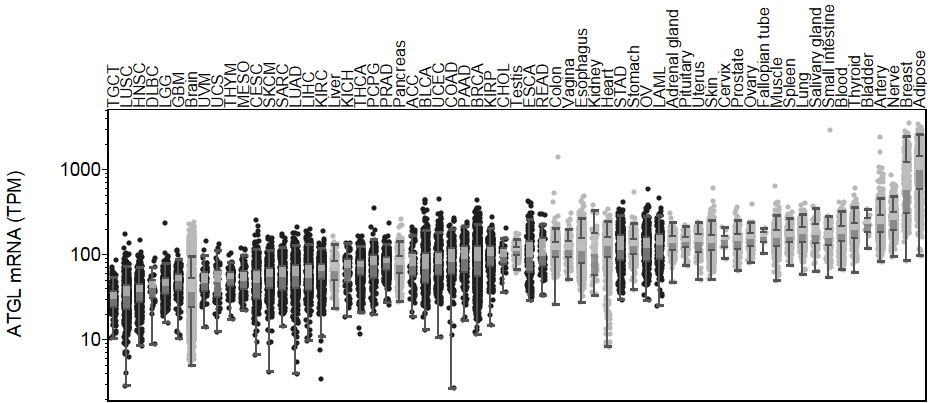 TGCT
LUSC
HNSC
DLBC
LGG
GBM
Brain
UVM
UCS
THYM
MESO
CESC
SKCM
SARC
LUAD
LIHC
KIRC
Liver
KICH
THCA
PCPG
PRAD
Pancreas
ACC
BLCA
UCEC
COAD
PAAD
BRCA
KIRP
CHOL
Testis
ESCA
READ
Colon
Vagina
Esophagus
Kidney
Heart
STAD
Stomach
OV
LAML
Adrenal gland
Pituitary
Uterus
Skin
Cervix
Prostate
Ovary
Fallopian tube
Muscle
Spleen
Lung
Salivary gland
Small intestine
Blood
Thyroid
Bladder
Artery
Nerve
Breast
Adipose
ATGL mRNA (TPM)
1000
100
10